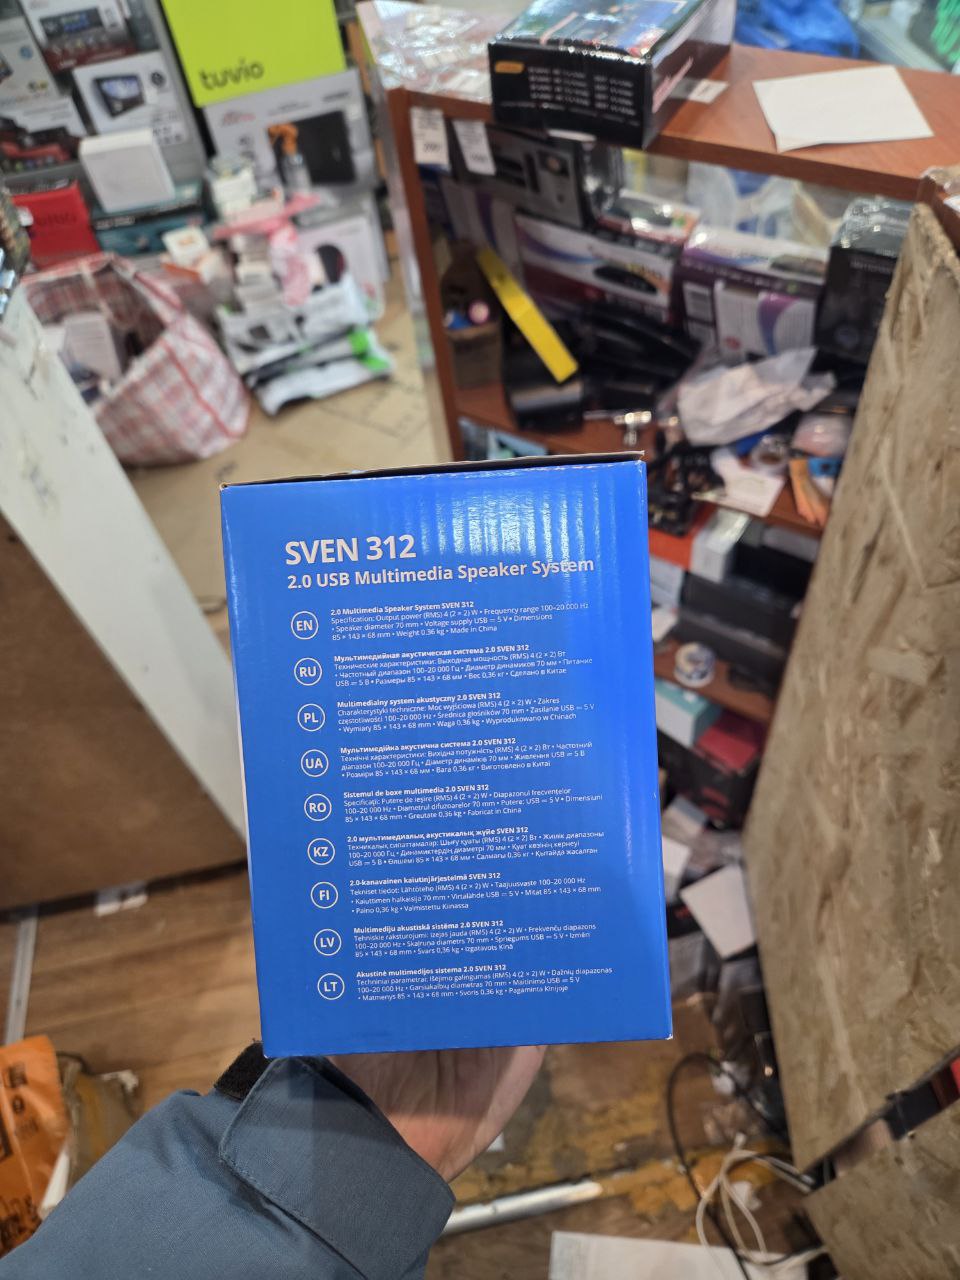 tuvio
SVEN 312
2.0 USB Multimedia Speaker System
EN
2.0 Multimedia Speaker System SVEN 312
Specification: Output power (RMS) 4 (2 × 2) W • Frequency range 100–20 000 Hz
• Speaker diameter 70 mm • Voltage supply USB ⎓ 5 V • Dimensions
85 × 143 × 68 mm • Weight 0.36 kg • Made in China
RU
Мультимедийная акустическая система 2.0 SVEN 312
Технические характеристики: Выходная мощность (RMS) 4 (2 × 2) Вт
• Частотный диапазон 100–20 000 Гц • Диаметр динамиков 70 мм • Питание
USB ⎓ 5 В • Размеры 85 × 143 × 68 мм • Вес 0,36 кг • Сделано в Китае
PL
Multimedialny system akustyczny 2.0 SVEN 312
Charakterystyki techniczne: Moc wyjściowa (RMS) 4 (2 × 2) W • Zakres
częstotliwości 100–20 000 Hz • Średnica głośników 70 mm • Zasilanie USB ⎓ 5 V
• Wymiary 85 × 143 × 68 mm • Waga 0,36 kg • Wyprodukowano w Chinach
UA
Мультимедійна акустична система 2.0 SVEN 312
Технічні характеристики: Вихідна потужність (RMS) 4 (2 × 2) Вт • Частотний
діапазон 100–20 000 Гц • Діаметр динаміків 70 мм • Живлення USB ⎓ 5 В
• Розміри 85 × 143 × 68 мм • Вага 0,36 кг • Виготовлено в Китаї
RO
Sistemul de boxe multimedia 2.0 SVEN 312
Specificații: Putere de ieșire (RMS) 4 (2 × 2) W • Diapazonul frecvențelor
100–20 000 Hz • Diametrul difuzoarelor 70 mm • Putere: USB ⎓ 5 V • Dimensiuni
85 × 143 × 68 mm • Greutate 0,36 kg • Fabricat in China
KZ
2.0 мультимедиалық акустикалық жүйе SVEN 312
Техникалық сипаттамалар: Шығу қуаты (RMS) 4 (2 × 2) Вт • Жиілік диапазоны
100–20 000 Гц • Динамиктердің диаметрі 70 мм • Қуат көзінің кернеуі
USB ⎓ 5 В • Өлшемі 85 × 143 × 68 мм • Салмағы 0,36 кг • Қытайда жасалған
FI
2.0-kanavainen kaiutinjärjestelmä SVEN 312
Tekniset tiedot: Lähtöteho (RMS) 4 (2 × 2) W • Taajuusvaste 100–20 000 Hz
• Kaiuttimen halkaisija 70 mm • Virtalähde USB ⎓ 5 V • Mitat 85 × 143 × 68 mm
• Paino 0,36 kg • Valmistettu Kiinassa
LV
Multimediju akustiskā sistēma 2.0 SVEN 312
Tehniskie raksturojumi: Izejas jauda (RMS) 4 (2 × 2) W • Frekvenču diapazons
100–20 000 Hz • Skaļruņa diametrs 70 mm • Spriegums USB ⎓ 5 V • Izmēri
85 × 143 × 68 mm • Svars 0,36 kg • Izgatavots Ķīnā
LT
Akustinė multimedijos sistema 2.0 SVEN 312
Techniniai parametrai: Išėjimo galingumas (RMS) 4 (2 × 2) W • Dažnių diapazonas
100–20 000 Hz • Garsiakalbių diametras 70 mm • Maitinimo USB ⎓ 5 V
• Matmenys 85 × 143 × 68 mm • Svoris 0,36 kg • Pagaminta Kinijoje